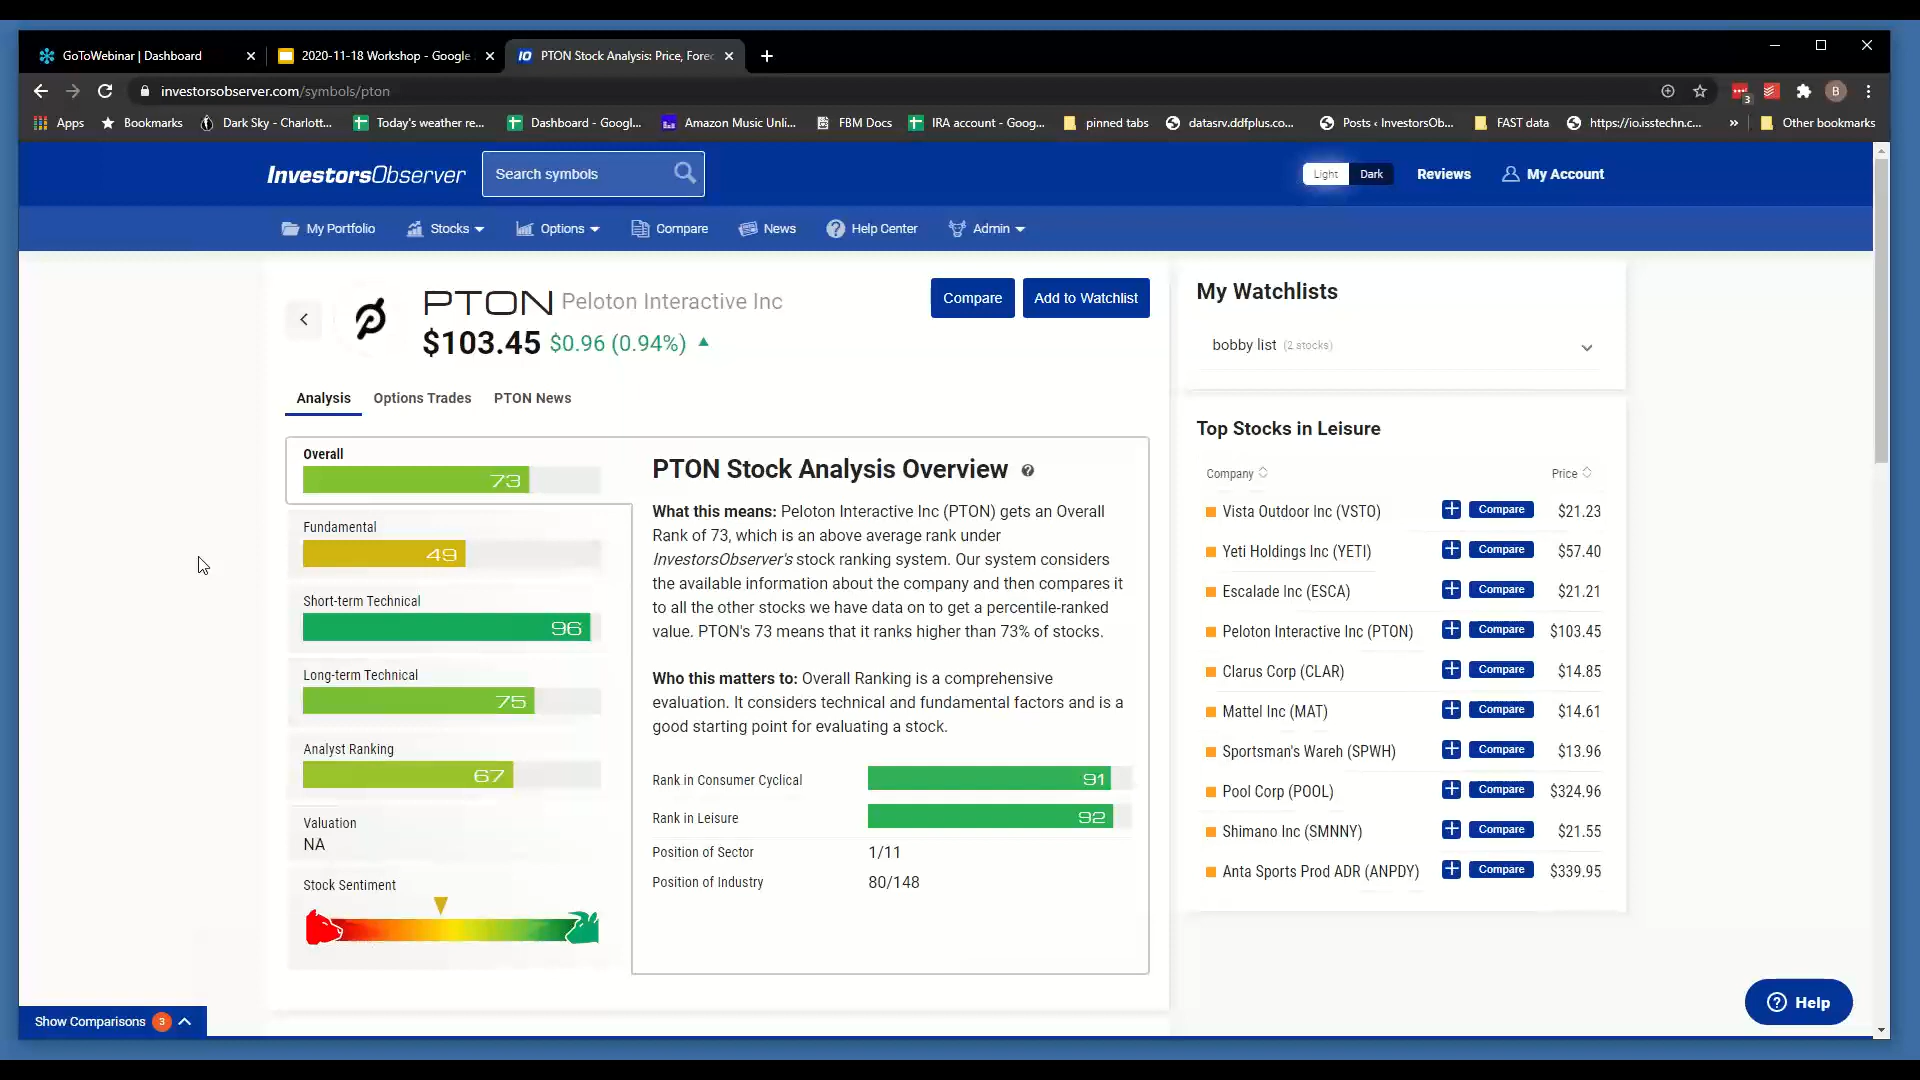 GoToWebinar | Dashboard
2020-11-18 Workshop - Google
PTON Stock Analysis: Price, Forec
investorsobserver.com/symbols/pton
3
B
Apps
Bookmarks
Dark Sky - Charlott...
Today's weather re...
Dashboard - Googl...
Amazon Music Unli...
FBM Docs
IRA account - Goog...
pinned tabs
datasrv.ddfplus.co...
Posts ‹ InvestorsOb...
FAST data
https://io.isstechn.c...
»
Other bookmarks
InvestorsObserver
Search symbols
Light
Dark
Reviews
My Account
My Portfolio
Stocks
Options
Compare
News
Help Center
Admin
PTON Peloton Interactive Inc
$103.45 $0.96 (0.94%)
Compare
Add to Watchlist
Analysis
Options Trades
PTON News
Overall
73
Fundamental
49
Short-term Technical
96
Long-term Technical
75
Analyst Ranking
67
Valuation
NA
Stock Sentiment
PTON Stock Analysis Overview
What this means: Peloton Interactive Inc (PTON) gets an Overall
Rank of 73, which is an above average rank under
InvestorsObserver's stock ranking system. Our system considers
the available information about the company and then compares it
to all the other stocks we have data on to get a percentile-ranked
value. PTON's 73 means that it ranks higher than 73% of stocks.
Who this matters to: Overall Ranking is a comprehensive
evaluation. It considers technical and fundamental factors and is a
good starting point for evaluating a stock.
Rank in Consumer Cyclical 91
Rank in Leisure 92
Position of Sector 1/11
Position of Industry 80/148
My Watchlists
bobby list (2 stocks)
Top Stocks in Leisure
Company Price
Vista Outdoor Inc (VSTO) Compare $21.23
Yeti Holdings Inc (YETI) Compare $57.40
Escalade Inc (ESCA) Compare $21.21
Peloton Interactive Inc (PTON) Compare $103.45
Clarus Corp (CLAR) Compare $14.85
Mattel Inc (MAT) Compare $14.61
Sportsman's Wareh (SPWH) Compare $13.96
Pool Corp (POOL) Compare $324.96
Shimano Inc (SMNNY) Compare $21.55
Anta Sports Prod ADR (ANPDY) Compare $339.95
Show Comparisons 3
Help